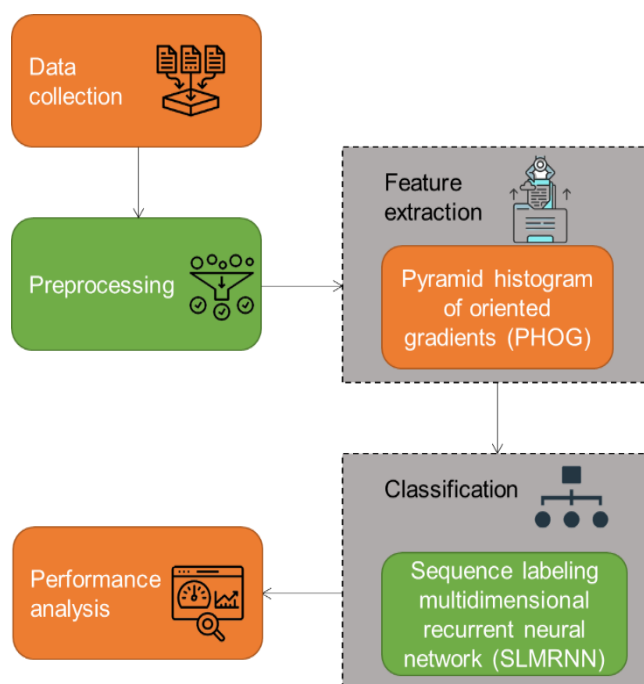 Data
collection
Preprocessing
Feature
extraction
Pyramid histogram
of oriented
gradients (PHOG)
Classification
Sequence labeling
multidimensional
recurrent neural
network (SLMRNN)
Performance
analysis